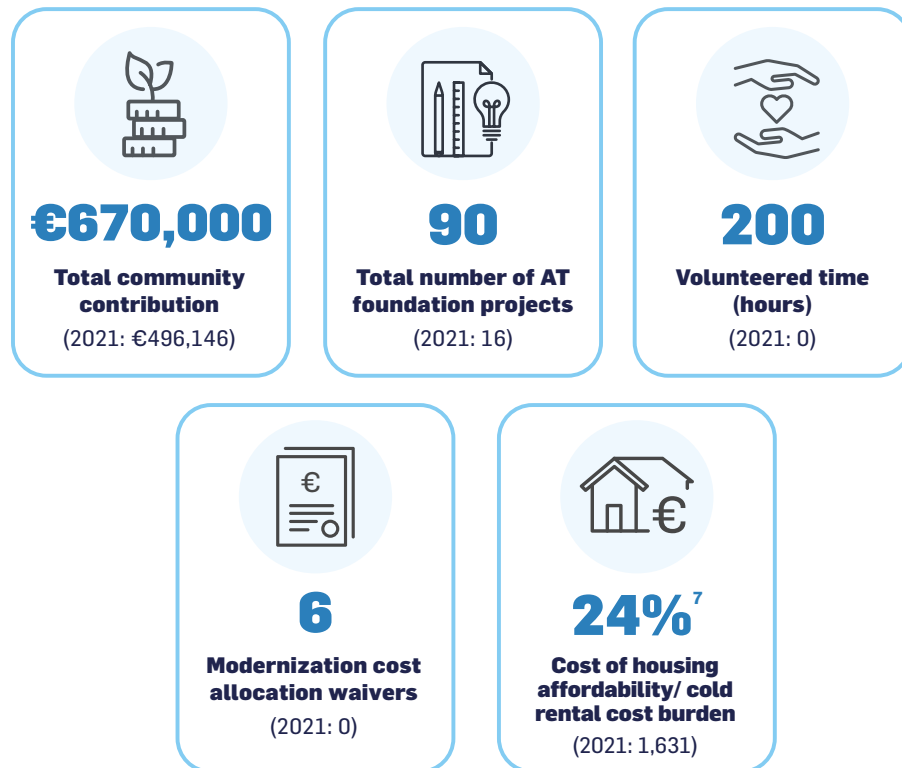 €670,000
Total community
contribution
(2021: €496,146)
90
Total number of AT
foundation projects
(2021: 16)
200
Volunteered time
(hours)
(2021: 0)
€
6
Modernization cost
allocation waivers
(2021: 0)
€
24%⁷
Cost of housing
affordability/ cold
rental cost burden
(2021: 1,631)